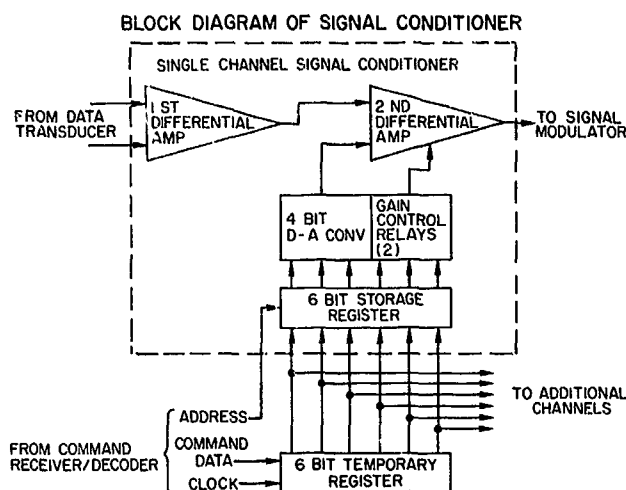 BLOCK DIAGRAM OF SIGNAL CONDITIONER
SINGLE CHANNEL SIGNAL CONDITIONER
FROM DATA
TRANSDUCER
1 ST
DIFFERENTIAL
AMP
2 ND
DIFFERENTIAL
AMP
TO SIGNAL
MODULATOR
4 BIT
D-A CONV
GAIN
CONTROL
RELAYS
(2)
6 BIT STORAGE
REGISTER
TO ADDITIONAL
CHANNELS
FROM COMMAND
RECEIVER/DECODER
ADDRESS
COMMAND
DATA
CLOCK
6 BIT TEMPORARY
REGISTER